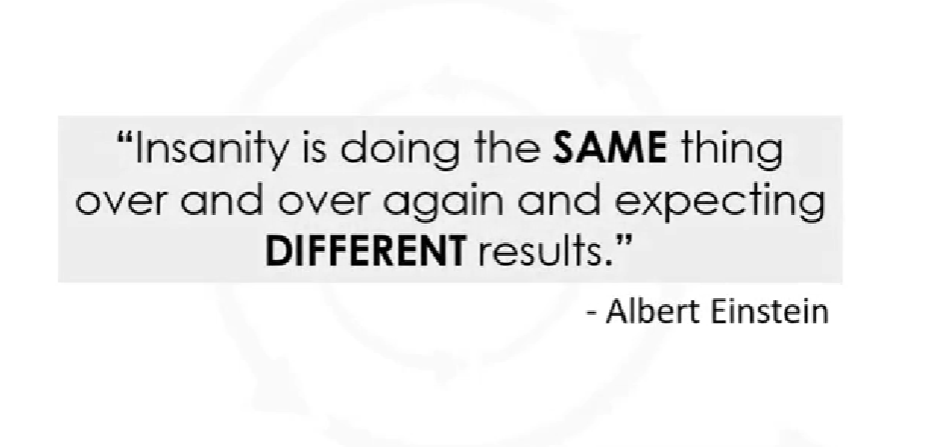 “Insanity is doing the SAME thing
over and over again and expecting
DIFFERENT results.”
- Albert Einstein